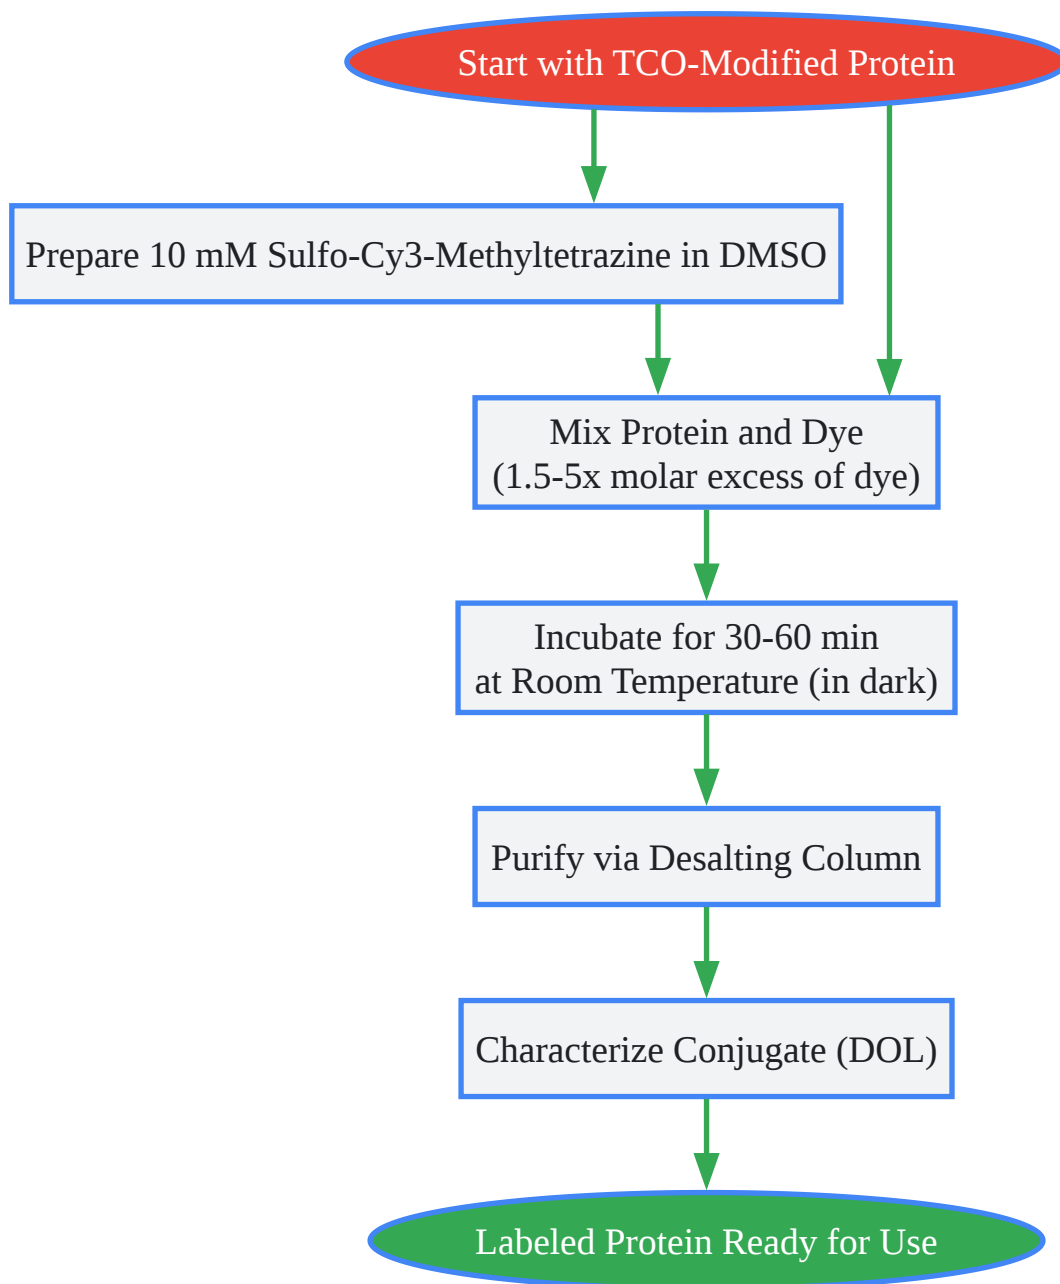 Start with TCO-Modified Protein
Prepare 10 mM Sulfo-Cy3-Methyltetrazine in DMSO
Mix Protein and Dye
(1.5-5x molar excess of dye)
Incubate for 30-60 min
at Room Temperature (in dark)
Purify via Desalting Column
Characterize Conjugate (DOL)
Labeled Protein Ready for Use